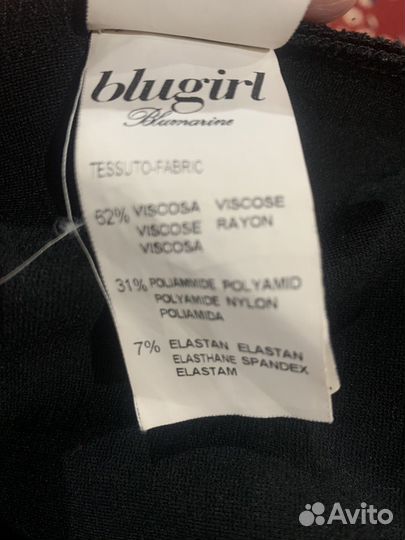 blugirl
Blumarine
TESSUTO-FABRIC
62% VISCOSA VISCOSE
VISCOSE RAYON
VISCOSA
31% POLIAMMIDE POLYAMID
POLYAMIDE NYLON
POLIAMIDA
7% ELASTAN ELASTAN
ELASTHANE SPANDEX
ELASTAM
Avito